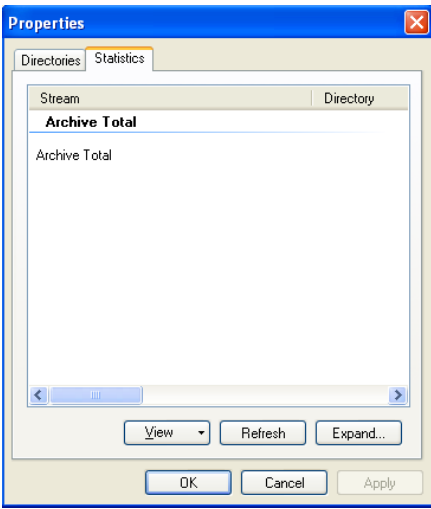 Properties
Directories Statistics
Stream Directory
Archive Total
Archive Total
View Refresh Expand...
OK Cancel Apply